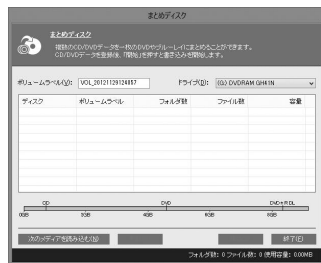 まとめディスク
まとめディスク
複数のCD/DVDデータを一枚のDVDやブルーレイにまとめることができます。
CD/DVDデータを登録後、「開始」を押すと書き込みを開始します。
ボリュームラベル(V): VOL_20121129124857 ドライブ(D): (G:) DVDRAM GH41N
ディスク ボリュームラベル フォルダ数 ファイル数 容量
CD DVD DVD±R DL
0GB 2GB 4GB 6GB 8GB
次のメディアを読み込む(N) 終了(E)
フォルダ数: 0 ファイル数: 0 使用容量: 0.00MB